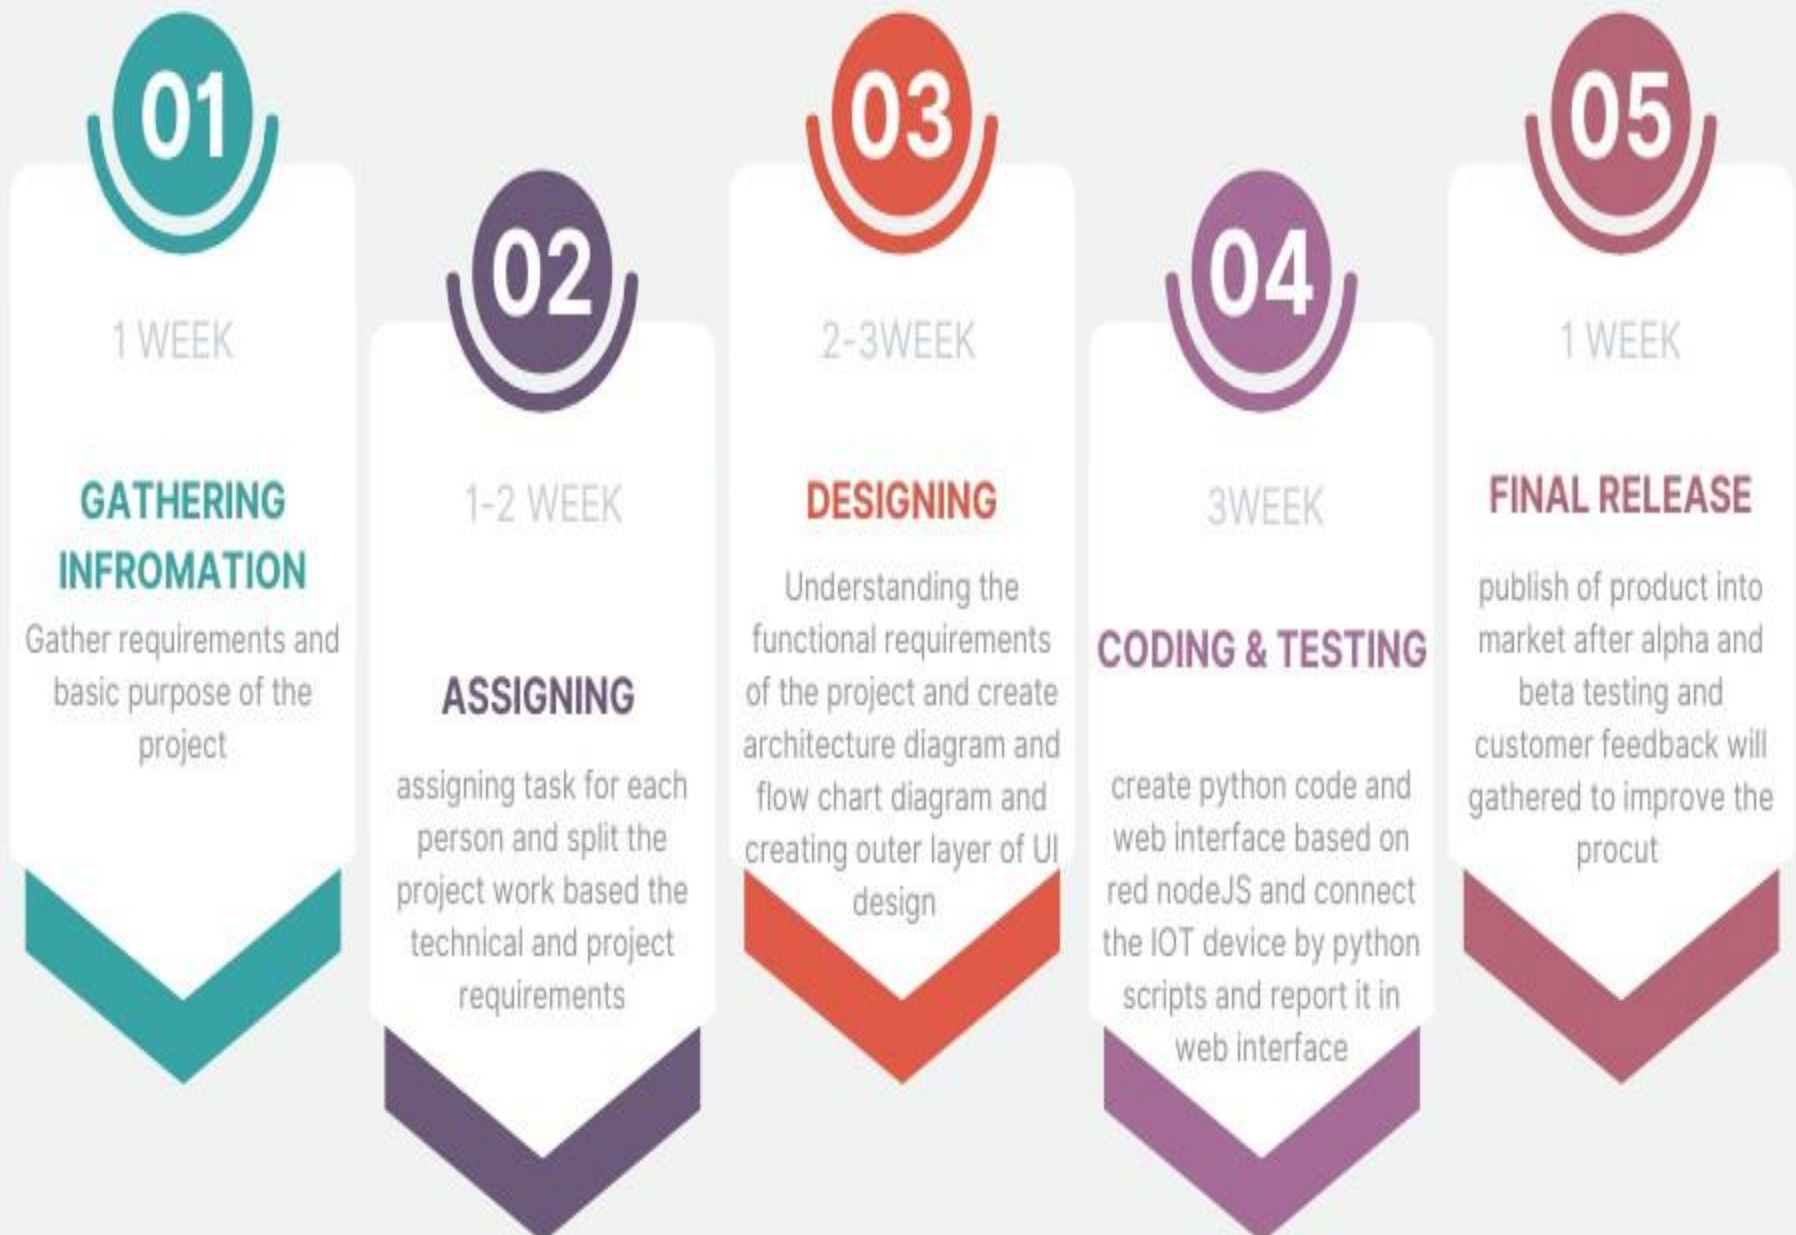 01
1 WEEK
GATHERING
INFROMATION
Gather requirements and
basic purpose of the
project
02
1-2 WEEK
ASSIGNING
assigning task for each
person and split the
project work based the
technical and project
requirements
03
2-3WEEK
DESIGNING
Understanding the
functional requirements
of the project and create
architecture diagram and
flow chart diagram and
creating outer layer of UI
design
04
3WEEK
CODING & TESTING
create python code and
web interface based on
red nodeJS and connect
the IOT device by python
scripts and report it in
web interface
05
1 WEEK
FINAL RELEASE
publish of product into
market after alpha and
beta testing and
customer feedback will
gathered to improve the
procut